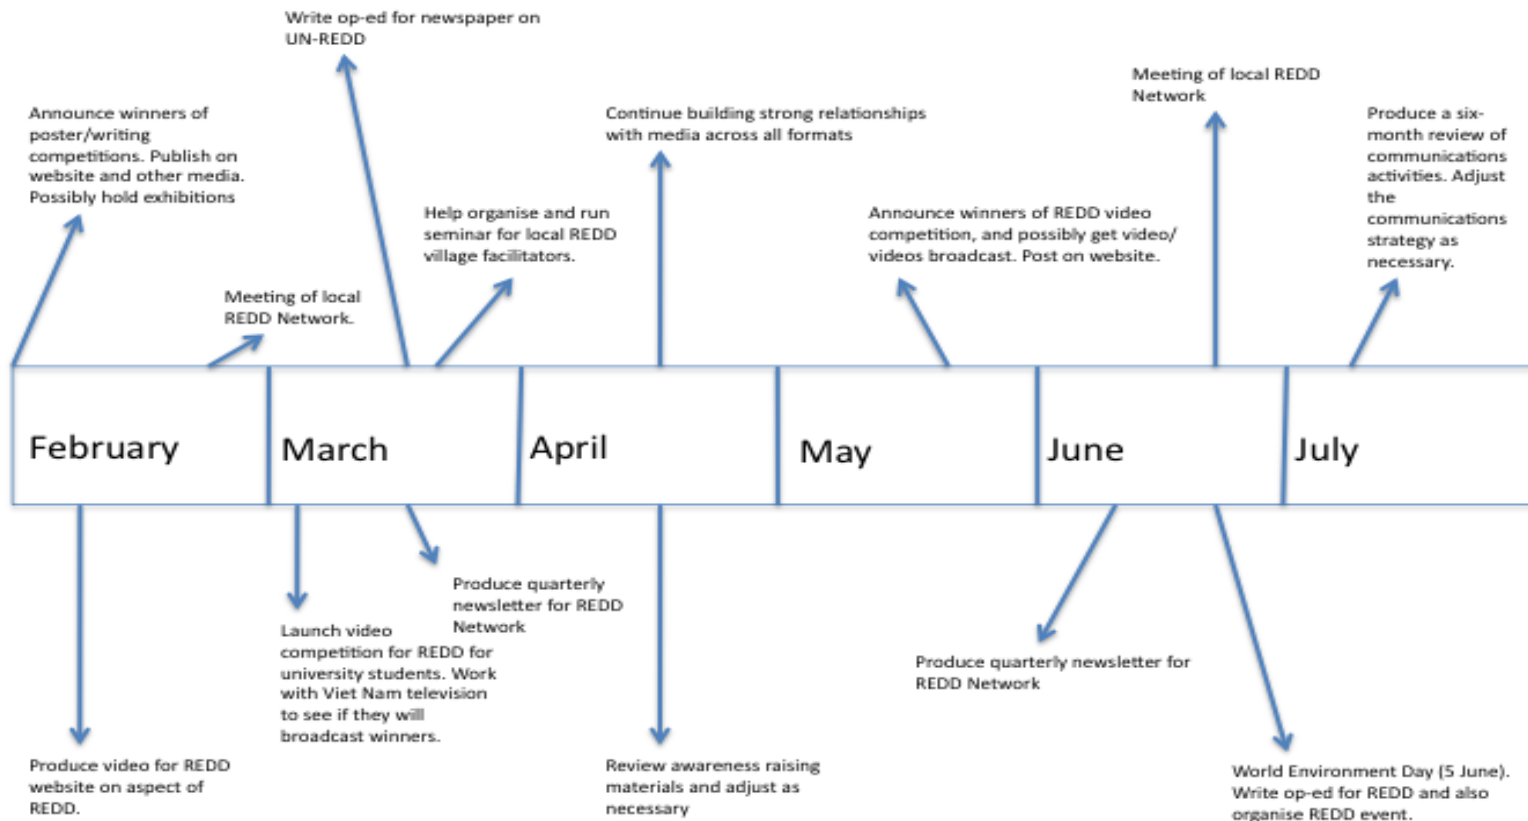 Write op-ed for newspaper on
UN-REDD
Announce winners of
poster/writing
competitions. Publish on
website and other media.
Possibly hold exhibitions
Meeting of local
REDD Network.
Help organise and run
seminar for local REDD
village facilitators.
Continue building strong relationships
with media across all formats
Announce winners of REDD video
competition, and possibly get video/
videos broadcast. Post on website.
Meeting of local REDD
Network
Produce a six-
month review of
communications
activities. Adjust
the
communications
strategy as
necessary.
February
March
April
May
June
July
Produce video for REDD
website on aspect of
REDD.
Launch video
competition for REDD for
university students. Work
with Viet Nam television
to see if they will
broadcast winners.
Produce quarterly
newsletter for REDD
Network
Review awareness raising
materials and adjust as
necessary
Produce quarterly newsletter for
REDD Network
World Environment Day (5 June).
Write op-ed for REDD and also
organise REDD event.